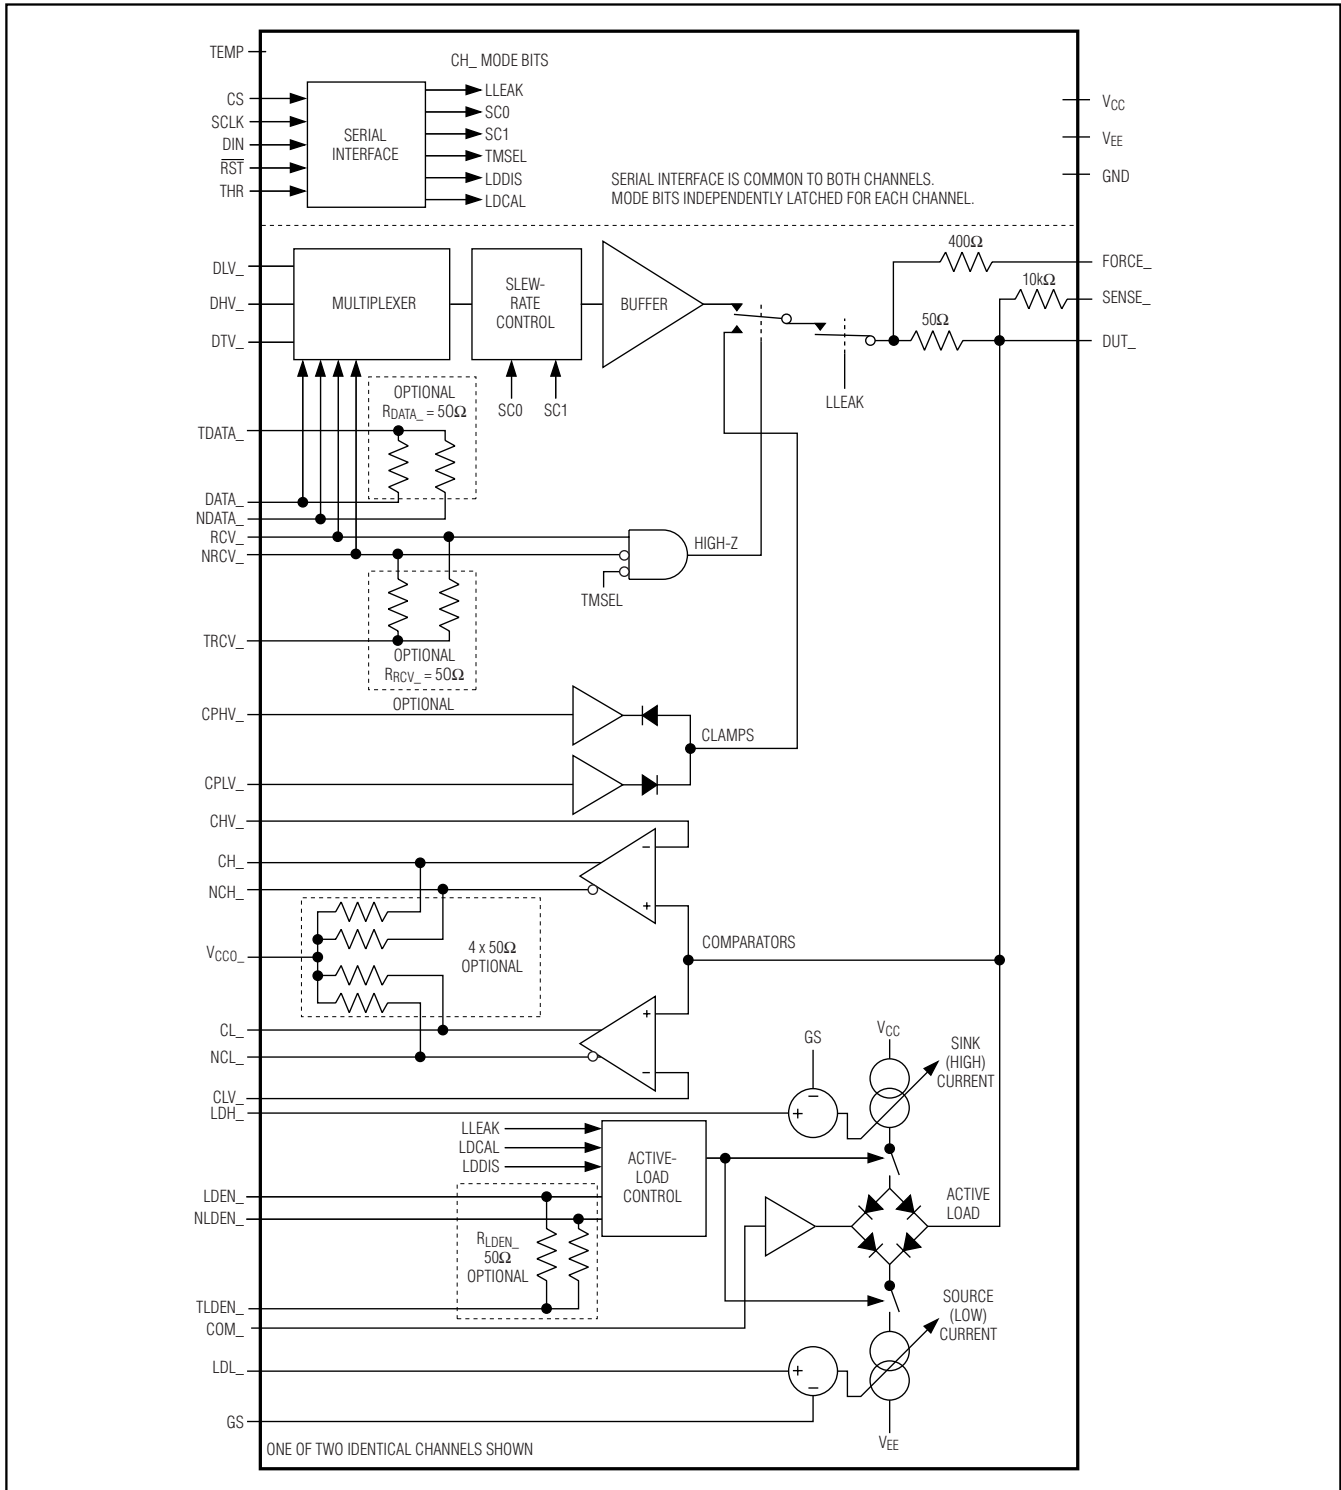 TEMP
CS
SCLK
DIN
RST
THR
SERIAL
INTERFACE
CH_ MODE BITS
LLEAK
SC0
SC1
TMSEL
LDDIS
LDCAL
SERIAL INTERFACE IS COMMON TO BOTH CHANNELS.
MODE BITS INDEPENDENTLY LATCHED FOR EACH CHANNEL.
VCC
VEE
GND
DLV_
DHV_
DTV_
MULTIPLEXER
SLEW-
RATE
CONTROL
BUFFER
SC0
SC1
LLEAK
400Ω
FORCE_
10kΩ
SENSE_
50Ω
DUT_
OPTIONAL
RDATA_ = 50Ω
TDATA_
DATA_
NDATA_
RCV_
NRCV_
HIGH-Z
TMSEL
TRCV_
OPTIONAL
RRCV_ = 50Ω
OPTIONAL
CPHV_
CLAMPS
CPLV_
CHV_
−
CH_
NCH_
+
VCCO_
4 x 50Ω
OPTIONAL
COMPARATORS
CL_
+
NCL_
−
CLV_
LDH_
GS
−
+
VCC
SINK
(HIGH)
CURRENT
LLEAK
LDCAL
LDDIS
ACTIVE-
LOAD
CONTROL
LDEN_
NLDEN_
RLDEN_
50Ω
OPTIONAL
ACTIVE
LOAD
TLDEN_
COM_
SOURCE
(LOW)
CURRENT
LDL_
+
−
GS
VEE
ONE OF TWO IDENTICAL CHANNELS SHOWN